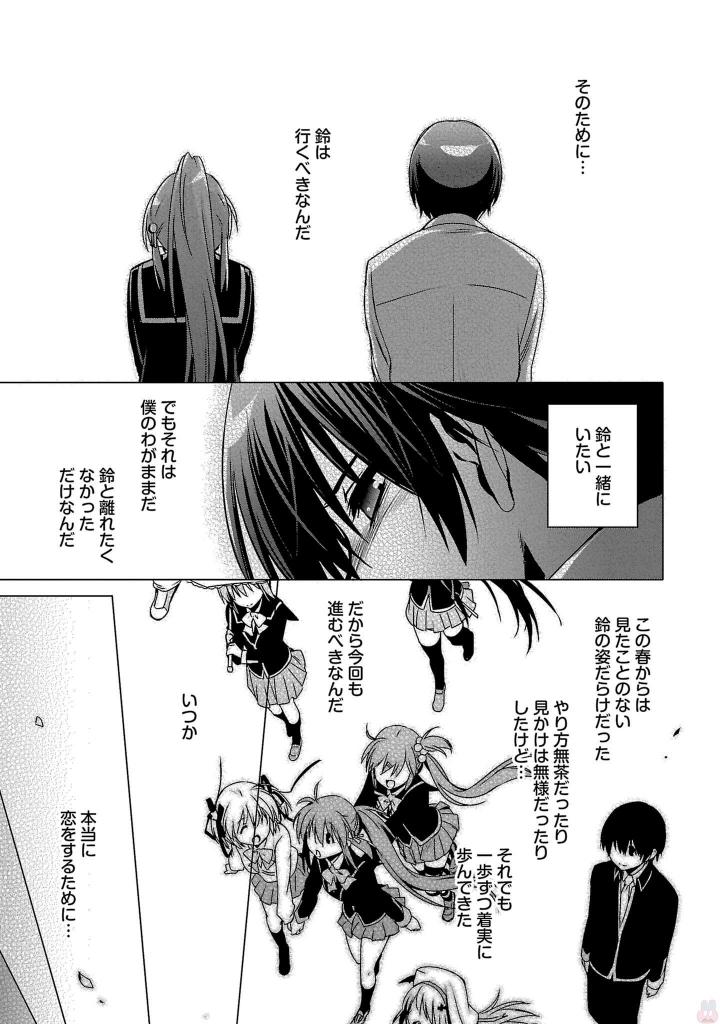 そのために…
鈴は
行くべきなんだ
鈴と一緒に
いたい
でもそれは
僕のわがままだ
鈴と離れたく
なかった
だけなんだ
この春からは
見たことのない
鈴の姿だらけだった
やり方無茶だったり
見かけは無様だったり
したけど…
それでも
一歩ずつ着実に
歩んできた
だから今回も
進むべきなんだ
いつか
本当に
恋をするために…